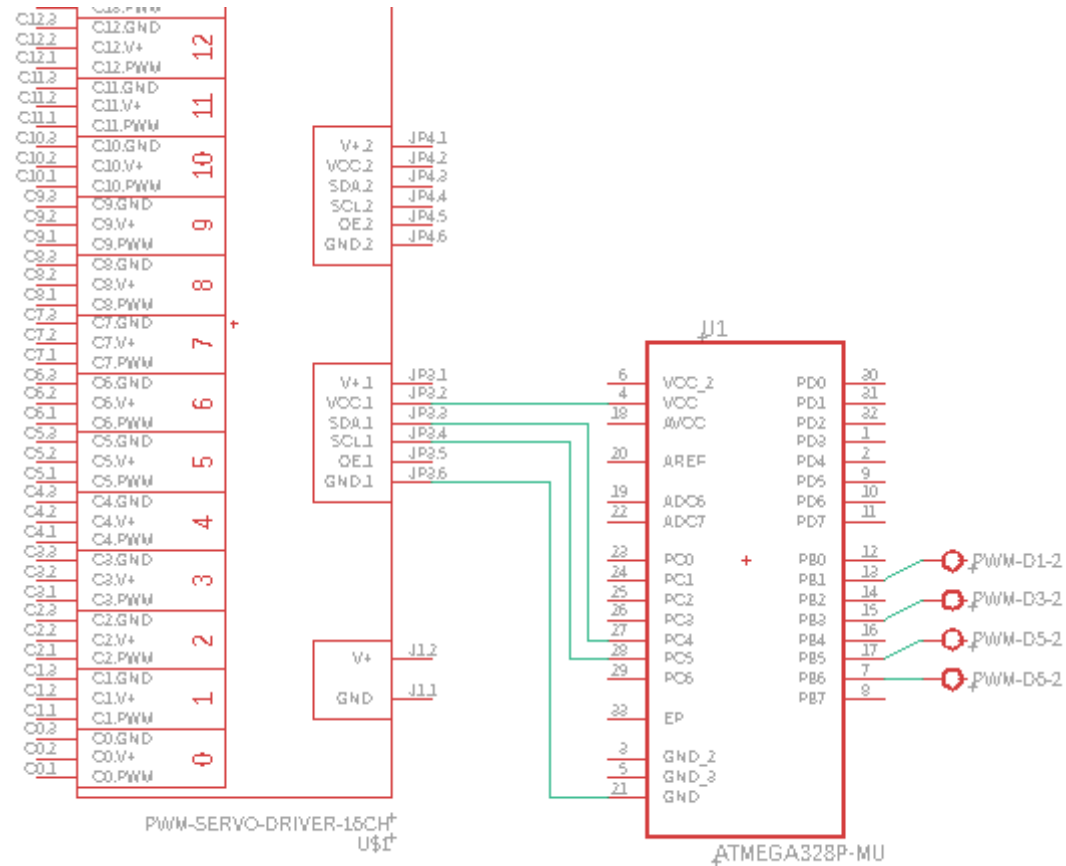 C13.PWM
C12.3 C12.GND
C12.2 C12.V+ 12
C12.1 C12.PWM
C11.3 C11.GND
C11.2 C11.V+ 11
C11.1 C11.PWM
C10.3 C10.GND
C10.2 C10.V+ 10
C10.1 C10.PWM
C9.3 C9.GND
C9.2 C9.V+ 9
C9.1 C9.PWM
C8.3 C8.GND
C8.2 C8.V+ 8
C8.1 C8.PWM
C7.3 C7.GND
C7.2 C7.V+ 7
C7.1 C7.PWM
C6.3 C6.GND
C6.2 C6.V+ 6
C6.1 C6.PWM
C5.3 C5.GND
C5.2 C5.V+ 5
C5.1 C5.PWM
C4.3 C4.GND
C4.2 C4.V+ 4
C4.1 C4.PWM
C3.3 C3.GND
C3.2 C3.V+ 3
C3.1 C3.PWM
C2.3 C2.GND
C2.2 C2.V+ 2
C2.1 C2.PWM
C1.3 C1.GND
C1.2 C1.V+ 1
C1.1 C1.PWM
C0.3 C0.GND
C0.2 C0.V+ 0
C0.1 C0.PWM
V+.2 JP4.1
VCC.2 JP4.2
SDA.2 JP4.3
SCL.2 JP4.4
OE.2 JP4.5
GND.2 JP4.6
V+.1 JP3.1
VCC.1 JP3.2
SDA.1 JP3.3
SCL.1 JP3.4
OE.1 JP3.5
GND.1 JP3.6
V+ J1.2
GND J1.1
PWM-SERVO-DRIVER-16CH
U$1
U1
6 VCC_2 PD0 30
4 VCC PD1 31
18 AVCC PD2 32
PD3 1
20 AREF PD4 2
PD5 9
19 ADC6 PD6 10
22 ADC7 PD7 11
23 PC0 PB0 12
24 PC1 PB1 13
25 PC2 PB2 14
26 PC3 PB3 15
27 PC4 PB4 16
28 PC5 PB5 17
29 PC6 PB6 7
PB7 8
33 EP
3 GND_2
5 GND_3
21 GND
PWM-D1-2
PWM-D3-2
PWM-D5-2
PWM-D6-2
ATMEGA328P-MU